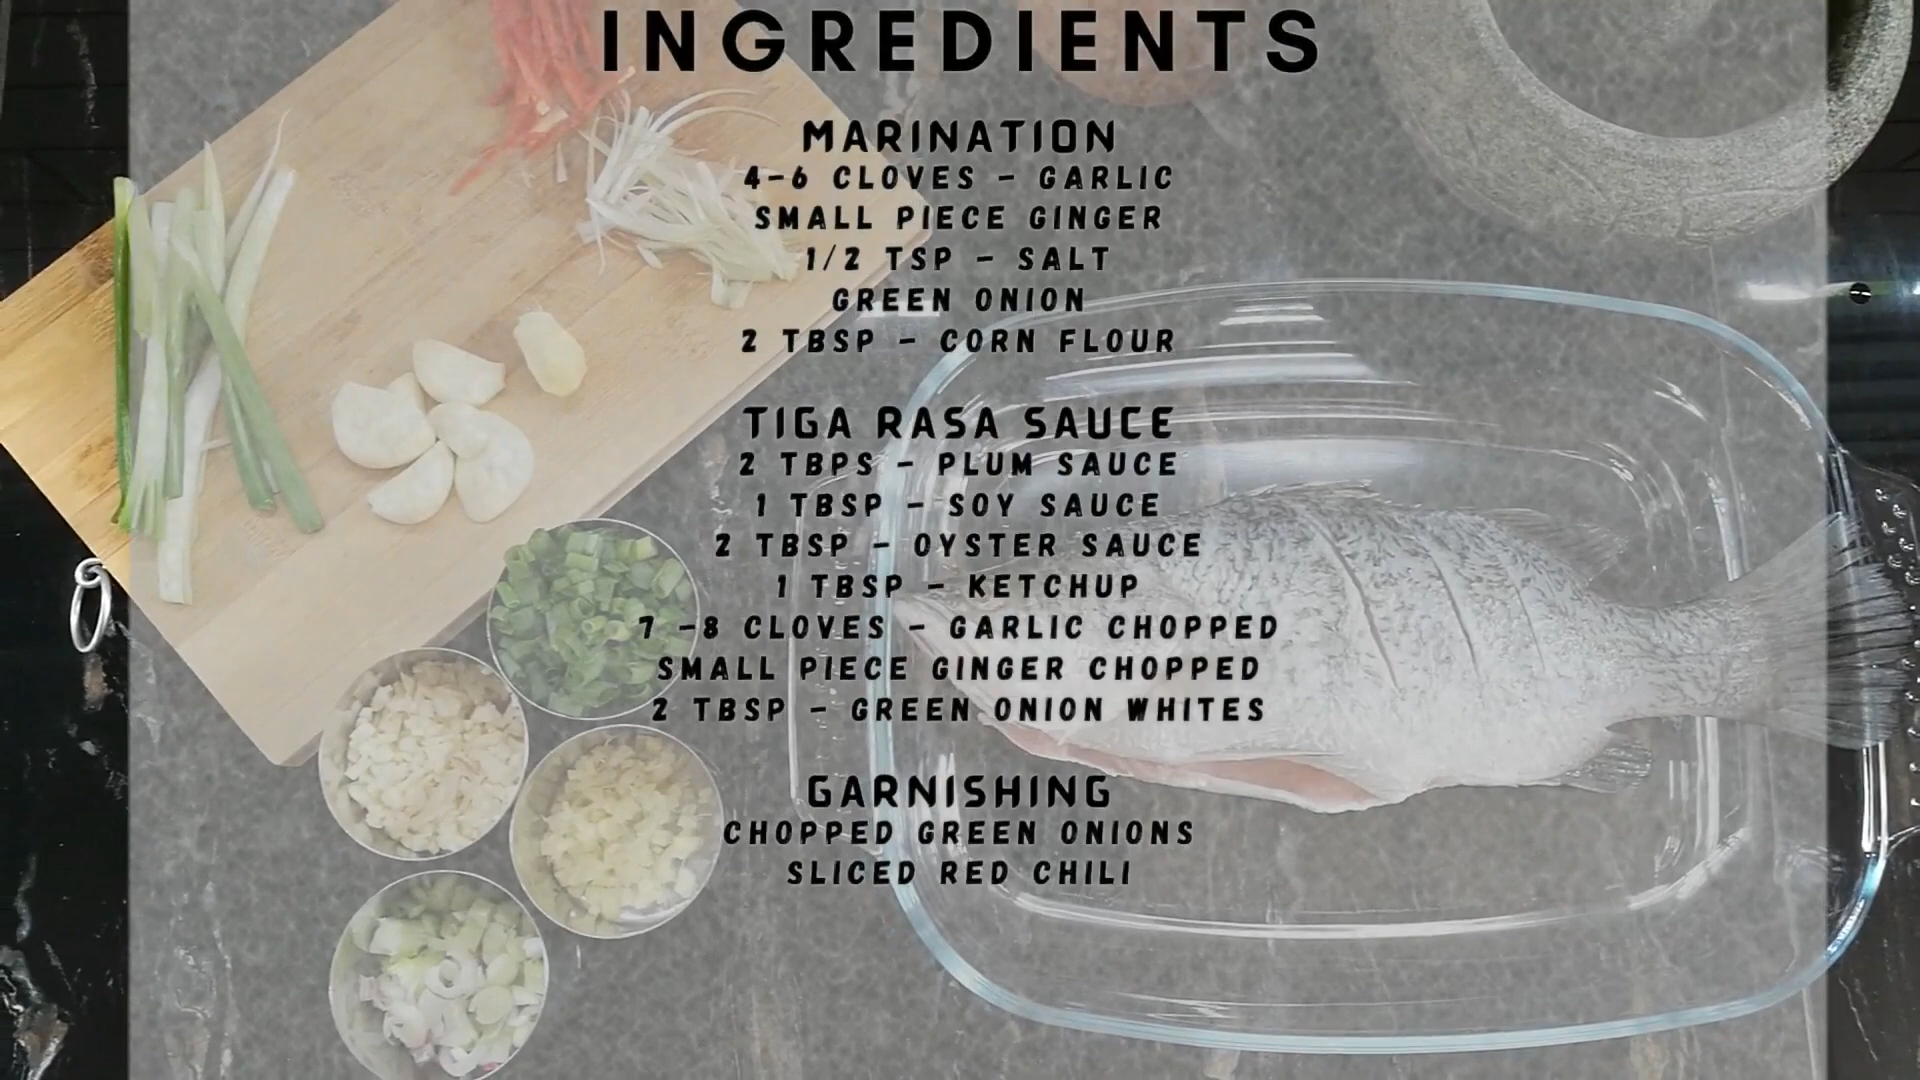 INGREDIENTS
MARINATION
4-6 CLOVES - GARLIC
SMALL PIECE GINGER
1/2 TSP - SALT
GREEN ONION
2 TBSP - CORN FLOUR
TIGA RASA SAUCE
2 TBPS - PLUM SAUCE
1 TBSP - SOY SAUCE
2 TBSP - OYSTER SAUCE
1 TBSP - KETCHUP
7 -8 CLOVES - GARLIC CHOPPED
SMALL PIECE GINGER CHOPPED
2 TBSP - GREEN ONION WHITES
GARNISHING
CHOPPED GREEN ONIONS
SLICED RED CHILI